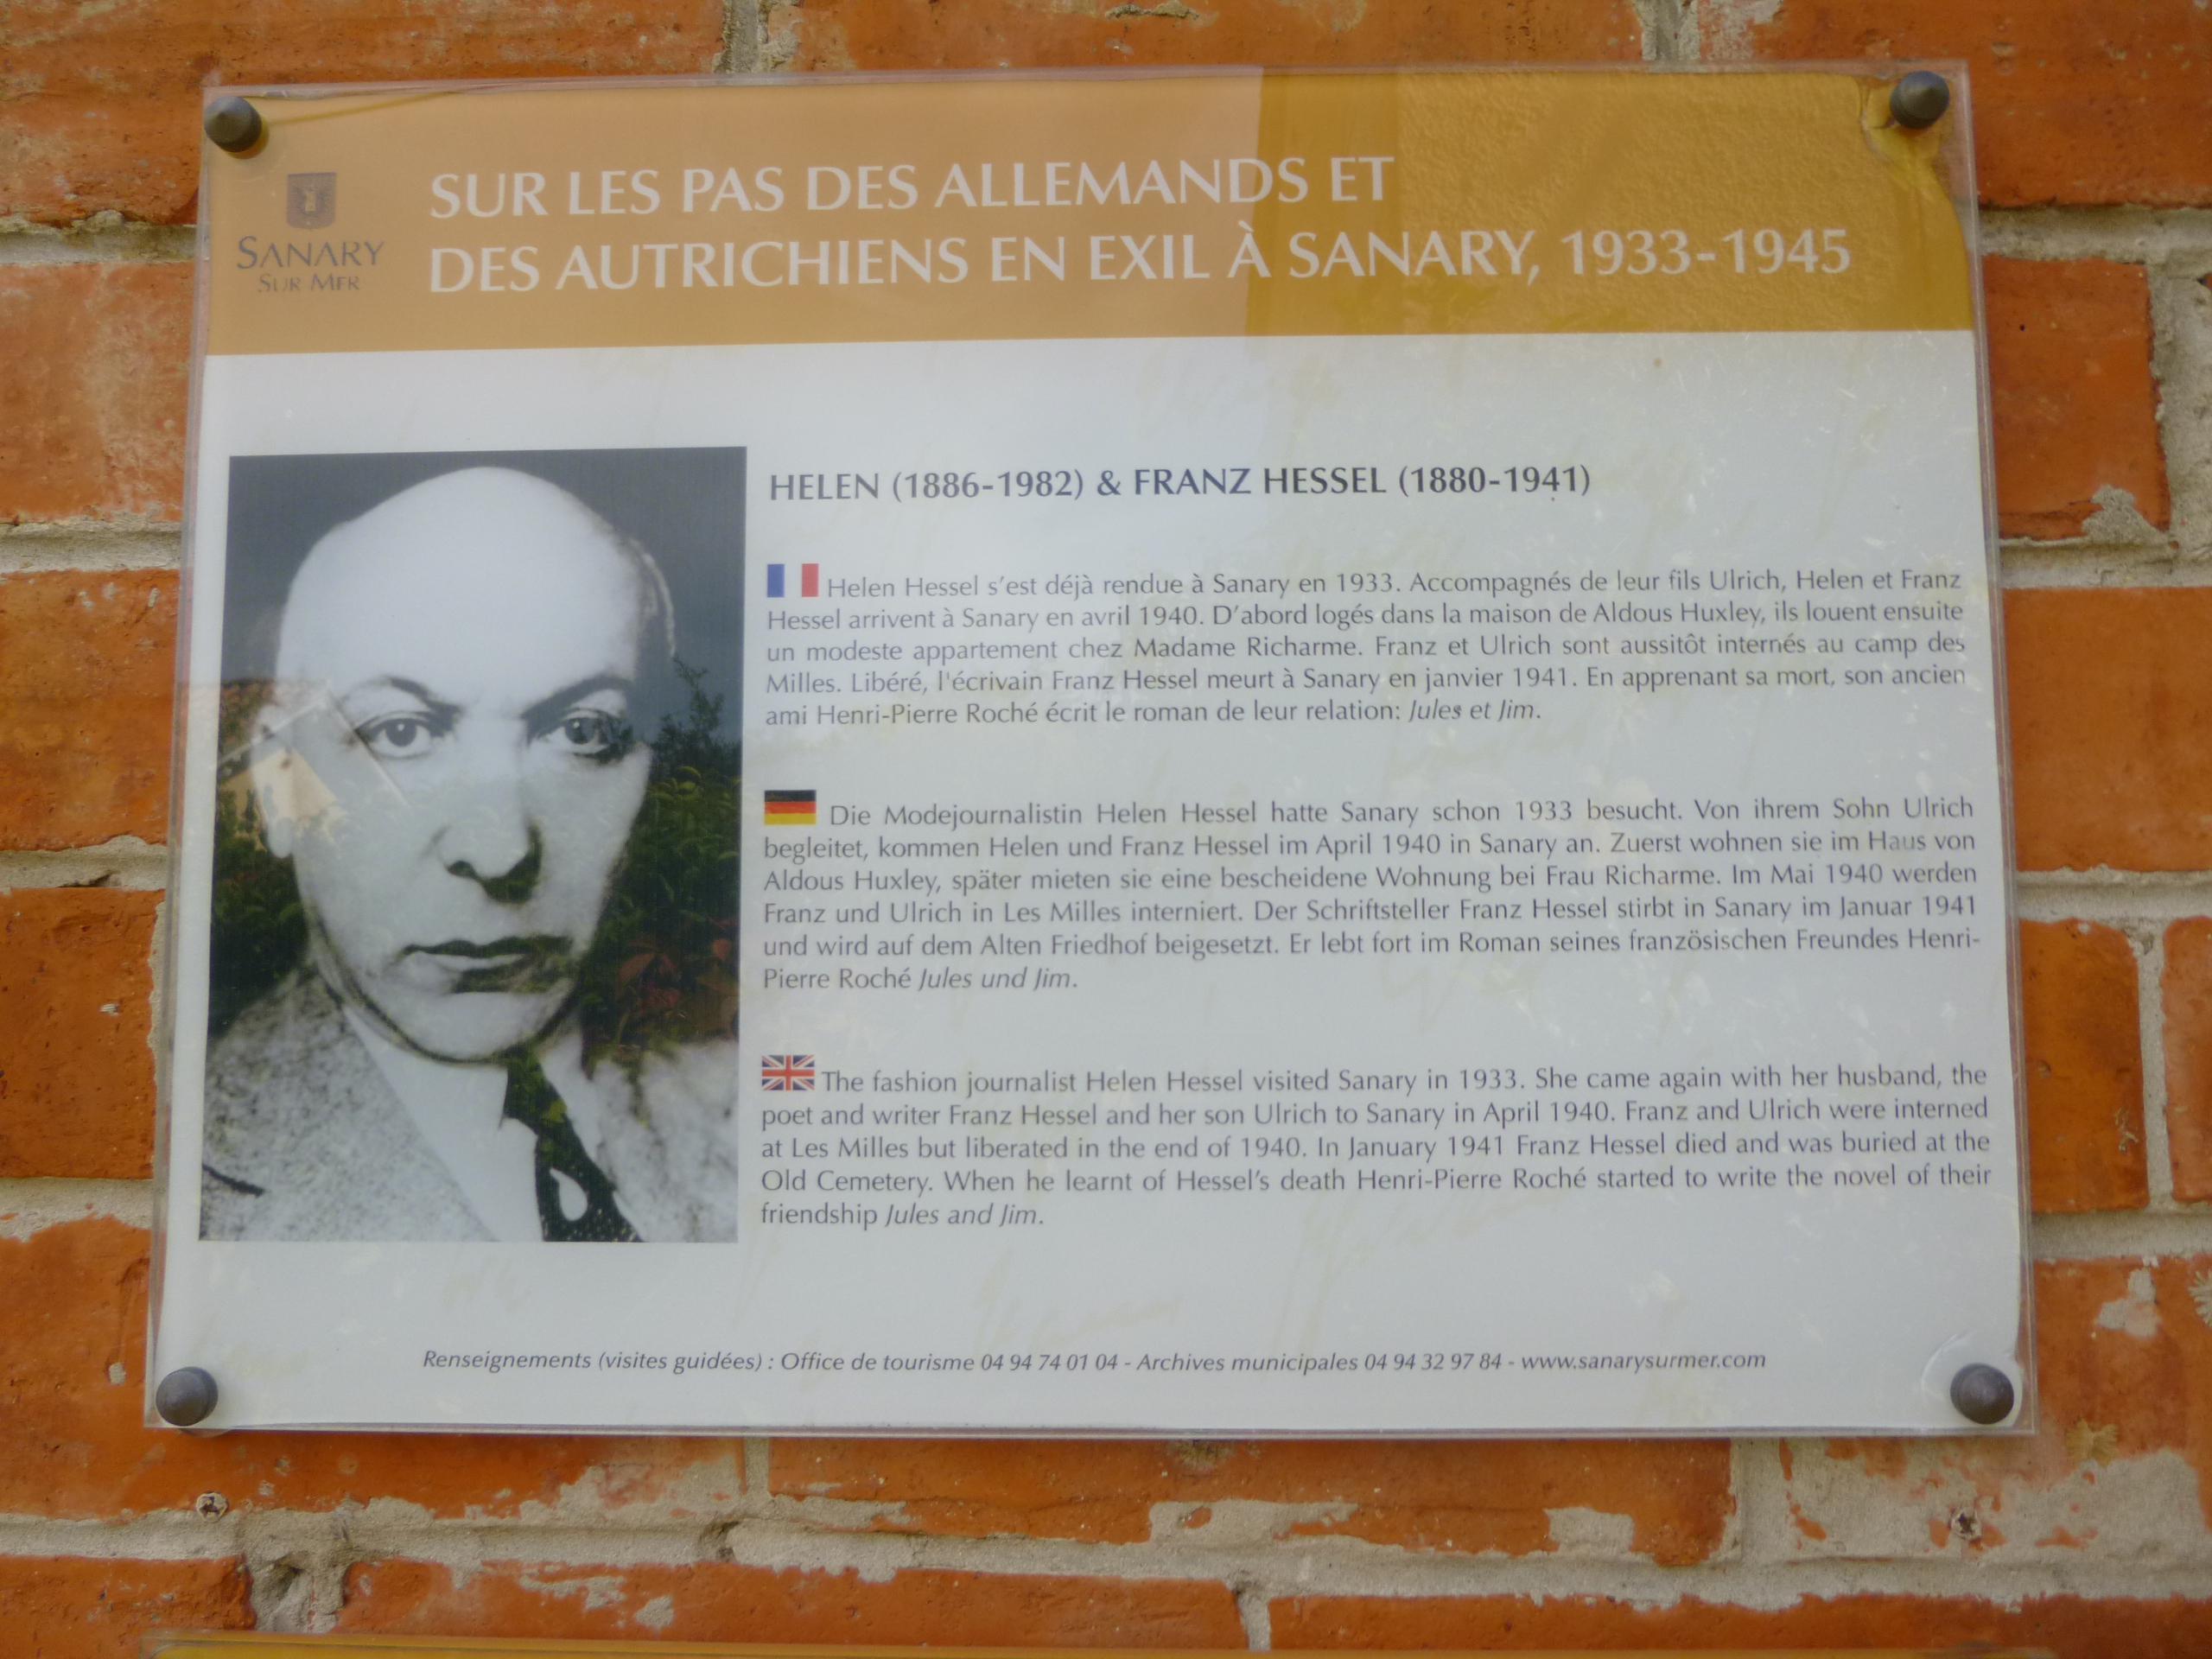 SANARY
SUR MER
SUR LES PAS DES ALLEMANDS ET
DES AUTRICHIENS EN EXIL À SANARY, 1933-1945
HELEN (1886-1982) & FRANZ HESSEL (1880-1941)
Helen Hessel s'est déjà rendue à Sanary en 1933. Accompagnés de leur fils Ulrich, Helen et Franz
Hessel arrivent à Sanary en avril 1940. D'abord logés dans la maison de Aldous Huxley, ils louent ensuite
un modeste appartement chez Madame Richarme. Franz et Ulrich sont aussitôt internés au camp des
Milles. Libéré, l'écrivain Franz Hessel meurt à Sanary en janvier 1941. En apprenant sa mort, son ancien
ami Henri-Pierre Roché écrit le roman de leur relation: Jules et Jim.
Die Modejournalistin Helen Hessel hatte Sanary schon 1933 besucht. Von ihrem Sohn Ulrich
begleitet, kommen Helen und Franz Hessel im April 1940 in Sanary an. Zuerst wohnen sie im Haus von
Aldous Huxley, später mieten sie eine bescheidene Wohnung bei Frau Richarme. Im Mai 1940 werden
Franz und Ulrich in Les Milles interniert. Der Schriftsteller Franz Hessel stirbt in Sanary im Januar 1941
und wird auf dem Alten Friedhof beigesetzt. Er lebt fort im Roman seines französischen Freundes Henri-
Pierre Roché Jules und Jim.
The fashion journalist Helen Hessel visited Sanary in 1933. She came again with her husband, the
poet and writer Franz Hessel and her son Ulrich to Sanary in April 1940. Franz and Ulrich were interned
at Les Milles but liberated in the end of 1940. In January 1941 Franz Hessel died and was buried at the
Old Cemetery. When he learnt of Hessel's death Henri-Pierre Roché started to write the novel of their
friendship Jules and Jim.
Renseignements (visites guidées) : Office de tourisme 04 94 74 01 04 - Archives municipales 04 94 32 97 84 - www.sanarysurmer.com